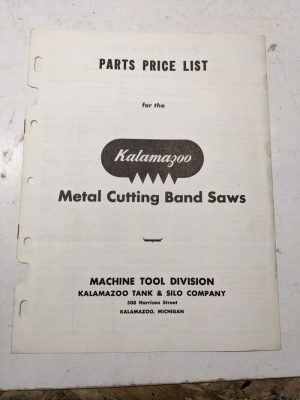 PARTS PRICE LIST
for the
Kalamazoo
Metal Cutting Band Saws
MACHINE TOOL DIVISION
KALAMAZOO TANK & SILO COMPANY
508 Harrison Street
KALAMAZOO, MICHIGAN